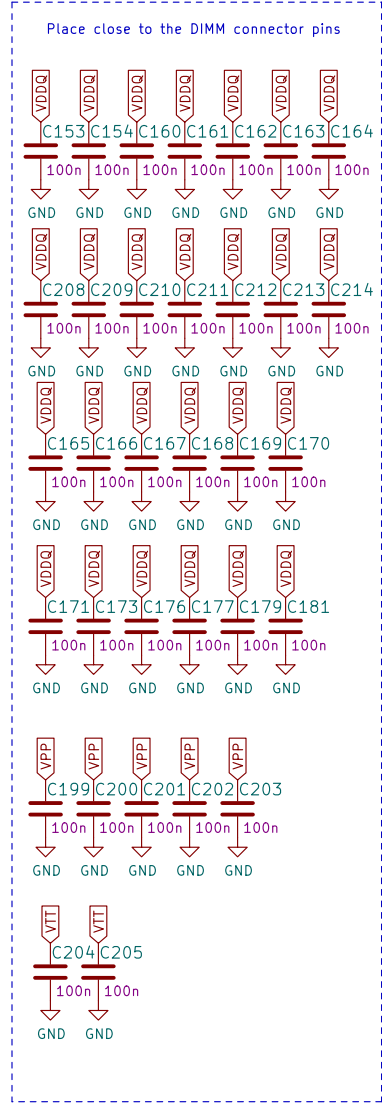 Place close to the DIMM connector pins
VDDQ VDDQ VDDQ VDDQ VDDQ VDDQ VDDQ
C153 C154 C160 C161 C162 C163 C164
100n 100n 100n 100n 100n 100n 100n
GND GND GND GND GND GND GND
VDDQ VDDQ VDDQ VDDQ VDDQ VDDQ VDDQ
C208 C209 C210 C211 C212 C213 C214
100n 100n 100n 100n 100n 100n 100n
GND GND GND GND GND GND GND
VDDQ VDDQ VDDQ VDDQ VDDQ VDDQ
C165 C166 C167 C168 C169 C170
100n 100n 100n 100n 100n 100n
GND GND GND GND GND GND
VDDQ VDDQ VDDQ VDDQ VDDQ VDDQ
C171 C173 C176 C177 C179 C181
100n 100n 100n 100n 100n 100n
GND GND GND GND GND GND
VPP VPP VPP VPP VPP
C199 C200 C201 C202 C203
100n 100n 100n 100n 100n
GND GND GND GND GND
VTT VTT
C204 C205
100n 100n
GND GND